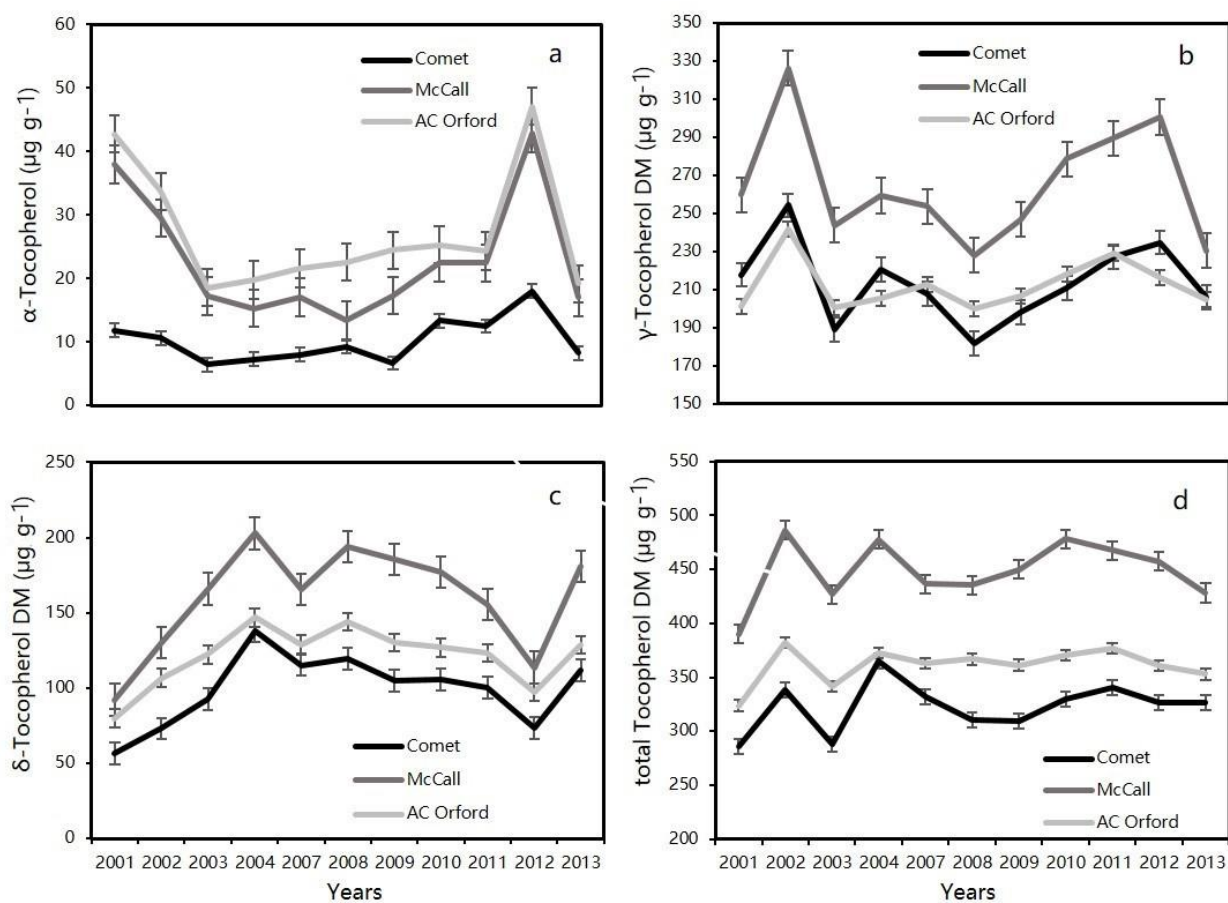 α-Tocopherol (µg g-1)
60
50
40
30
20
10
0
a
Comet
McCall
AC Orford
γ-Tocopherol DM (µg g-1)
350
330
310
290
270
250
230
210
190
170
150
b
Comet
McCall
AC Orford
δ-Tocopherol DM (µg g-1)
250
200
150
100
50
0
c
Comet
McCall
AC Orford
2001 2002 2003 2004 2007 2008 2009 2010 2011 2012 2013
Years
total Tocopherol DM (µg g-1)
550
500
450
400
350
300
250
200
d
Comet
McCall
AC Orford
2001 2002 2003 2004 2007 2008 2009 2010 2011 2012 2013
Years